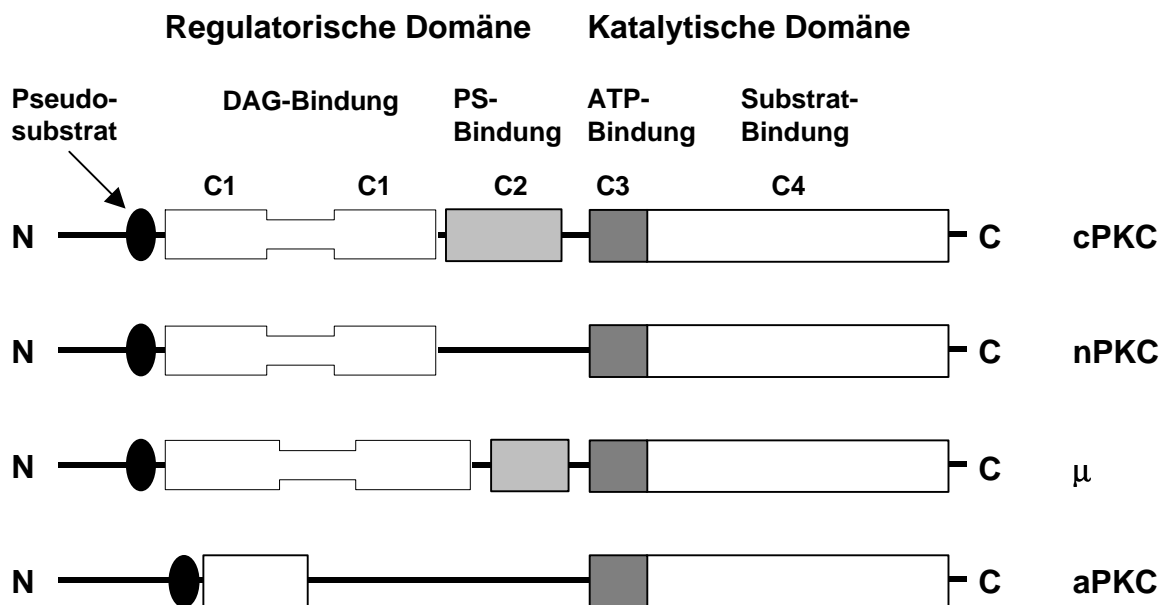 Regulatorische Domäne Katalytische Domäne
Pseudo-
substrat
DAG-Bindung
PS-
Bindung
ATP-
Bindung
Substrat-
Bindung
C1 C1 C2 C3 C4
N C cPKC
N C nPKC
N C μ
N C aPKC